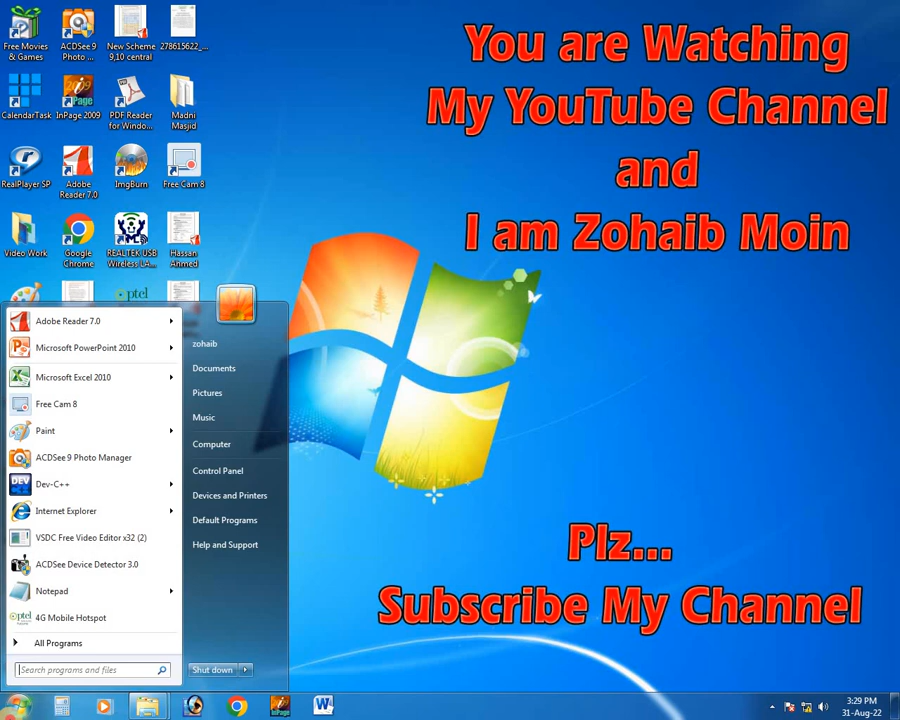 Free Movies
& Games
ACDSee 9
Photo ...
New Scheme
9,10 central
278615622_...
CalendarTask
InPage 2009
PDF Reader
for Windo...
Madni
Masjid
RealPlayer SP
Adobe
Reader 7.0
ImgBurn
Free Cam 8
Video Work
Google
Chrome
REALTEK USB
Wireless LA...
Hassan
Ahmed
ptcl
You are Watching
My YouTube Channel
and
I am Zohaib Moin
Plz...
Subscribe My Channel
Adobe Reader 7.0
Microsoft PowerPoint 2010
Microsoft Excel 2010
Free Cam 8
Paint
ACDSee 9 Photo Manager
Dev-C++
Internet Explorer
VSDC Free Video Editor x32 (2)
ACDSee Device Detector 3.0
Notepad
4G Mobile Hotspot
All Programs
Search programs and files
zohaib
Documents
Pictures
Music
Computer
Control Panel
Devices and Printers
Default Programs
Help and Support
Shut down
3:29 PM
31-Aug-22